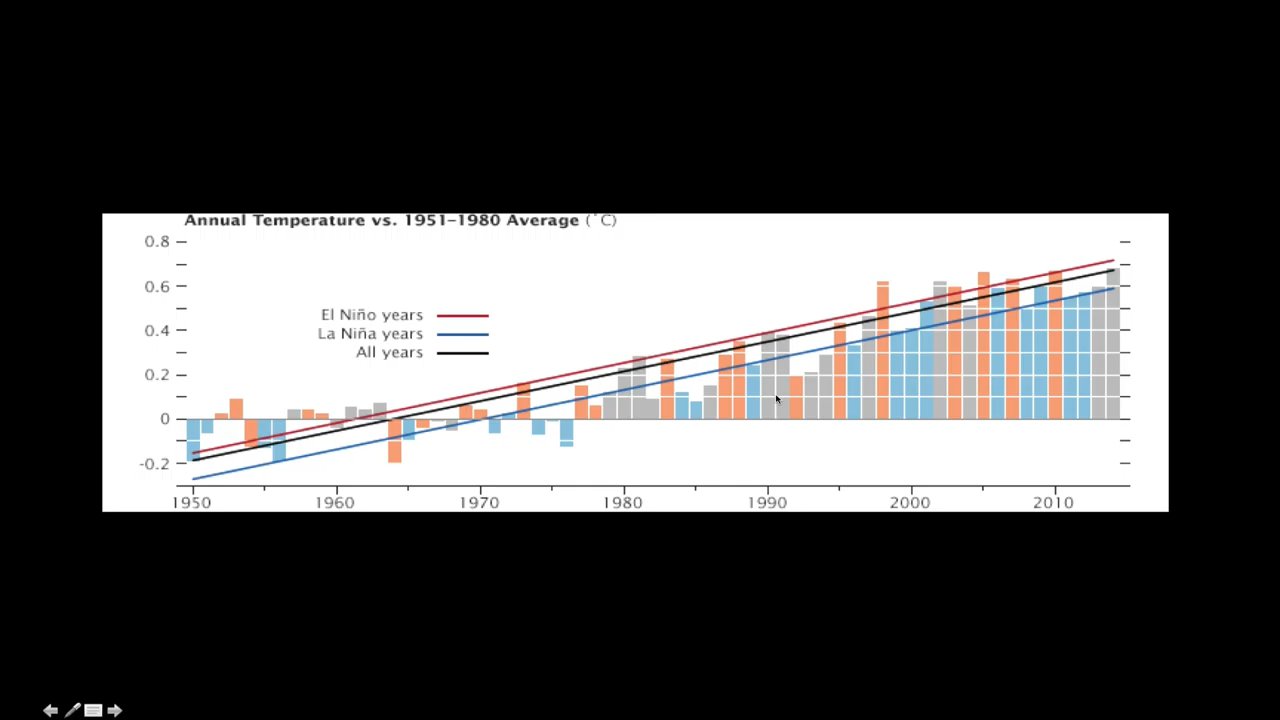 Annual Temperature vs. 1951–1980 Average (˚C)
0.8
0.6
0.4
0.2
0
-0.2
El Niño years
La Niña years
All years
1950 1960 1970 1980 1990 2000 2010